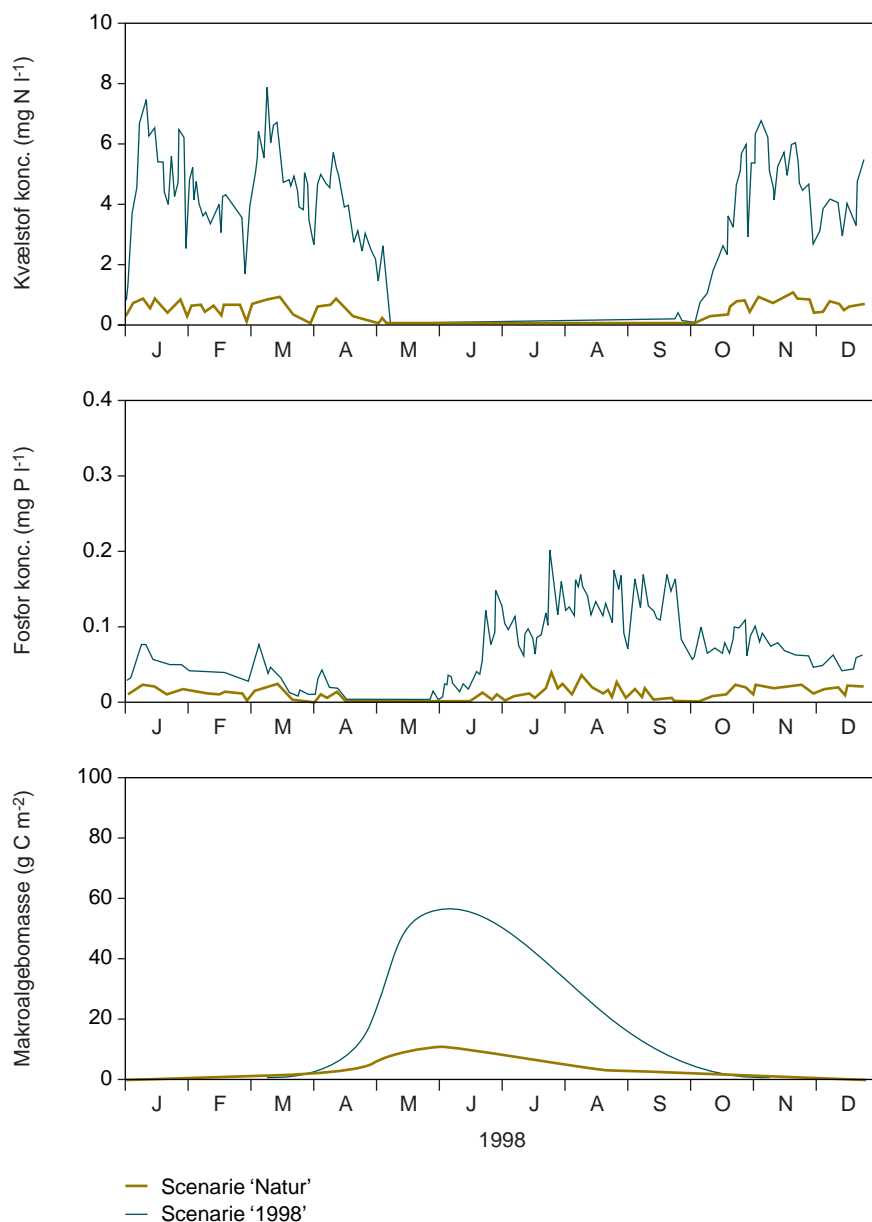 Kvælstof konc. (mg N l-1)
10
8
6
4
2
0
J F M A M J J A S O N D
Fosfor konc. (mg P l-1)
0.4
0.3
0.2
0.1
0
J F M A M J J A S O N D
Makroalgebomasse (g C m-2)
100
80
60
40
20
0
J F M A M J J A S O N D
1998
Scenarie ‘Natur’
Scenarie ‘1998’